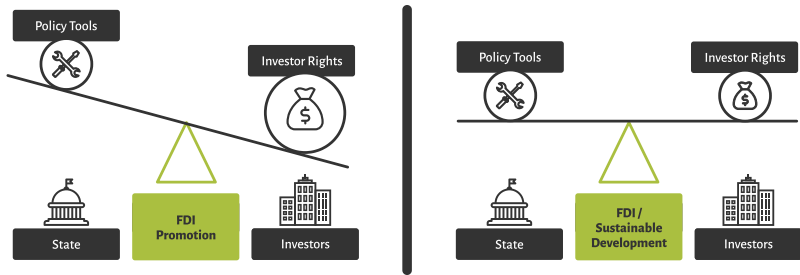 Policy Tools
Investor Rights
$
State
FDI
Promotion
Investors
Policy Tools
Investor Rights
$
State
FDI /
Sustainable
Development
Investors